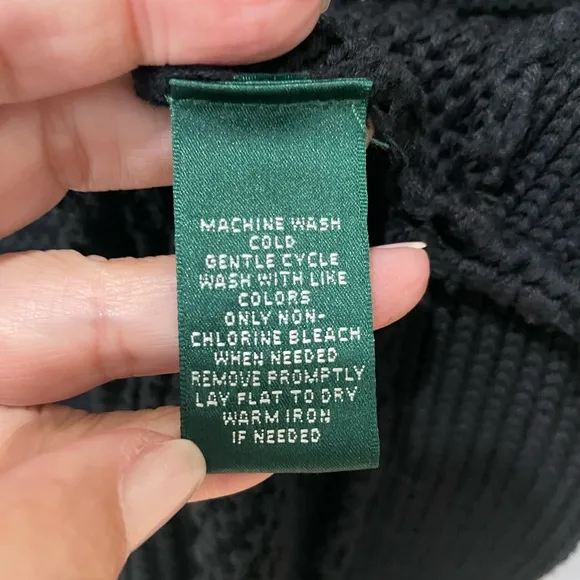 MACHINE WASH
COLD
GENTLE CYCLE
WASH WITH LIKE
COLORS
ONLY NON-
CHLORINE BLEACH
WHEN NEEDED
REMOVE PROMPTLY
LAY FLAT TO DRY
WARM IRON
IF NEEDED